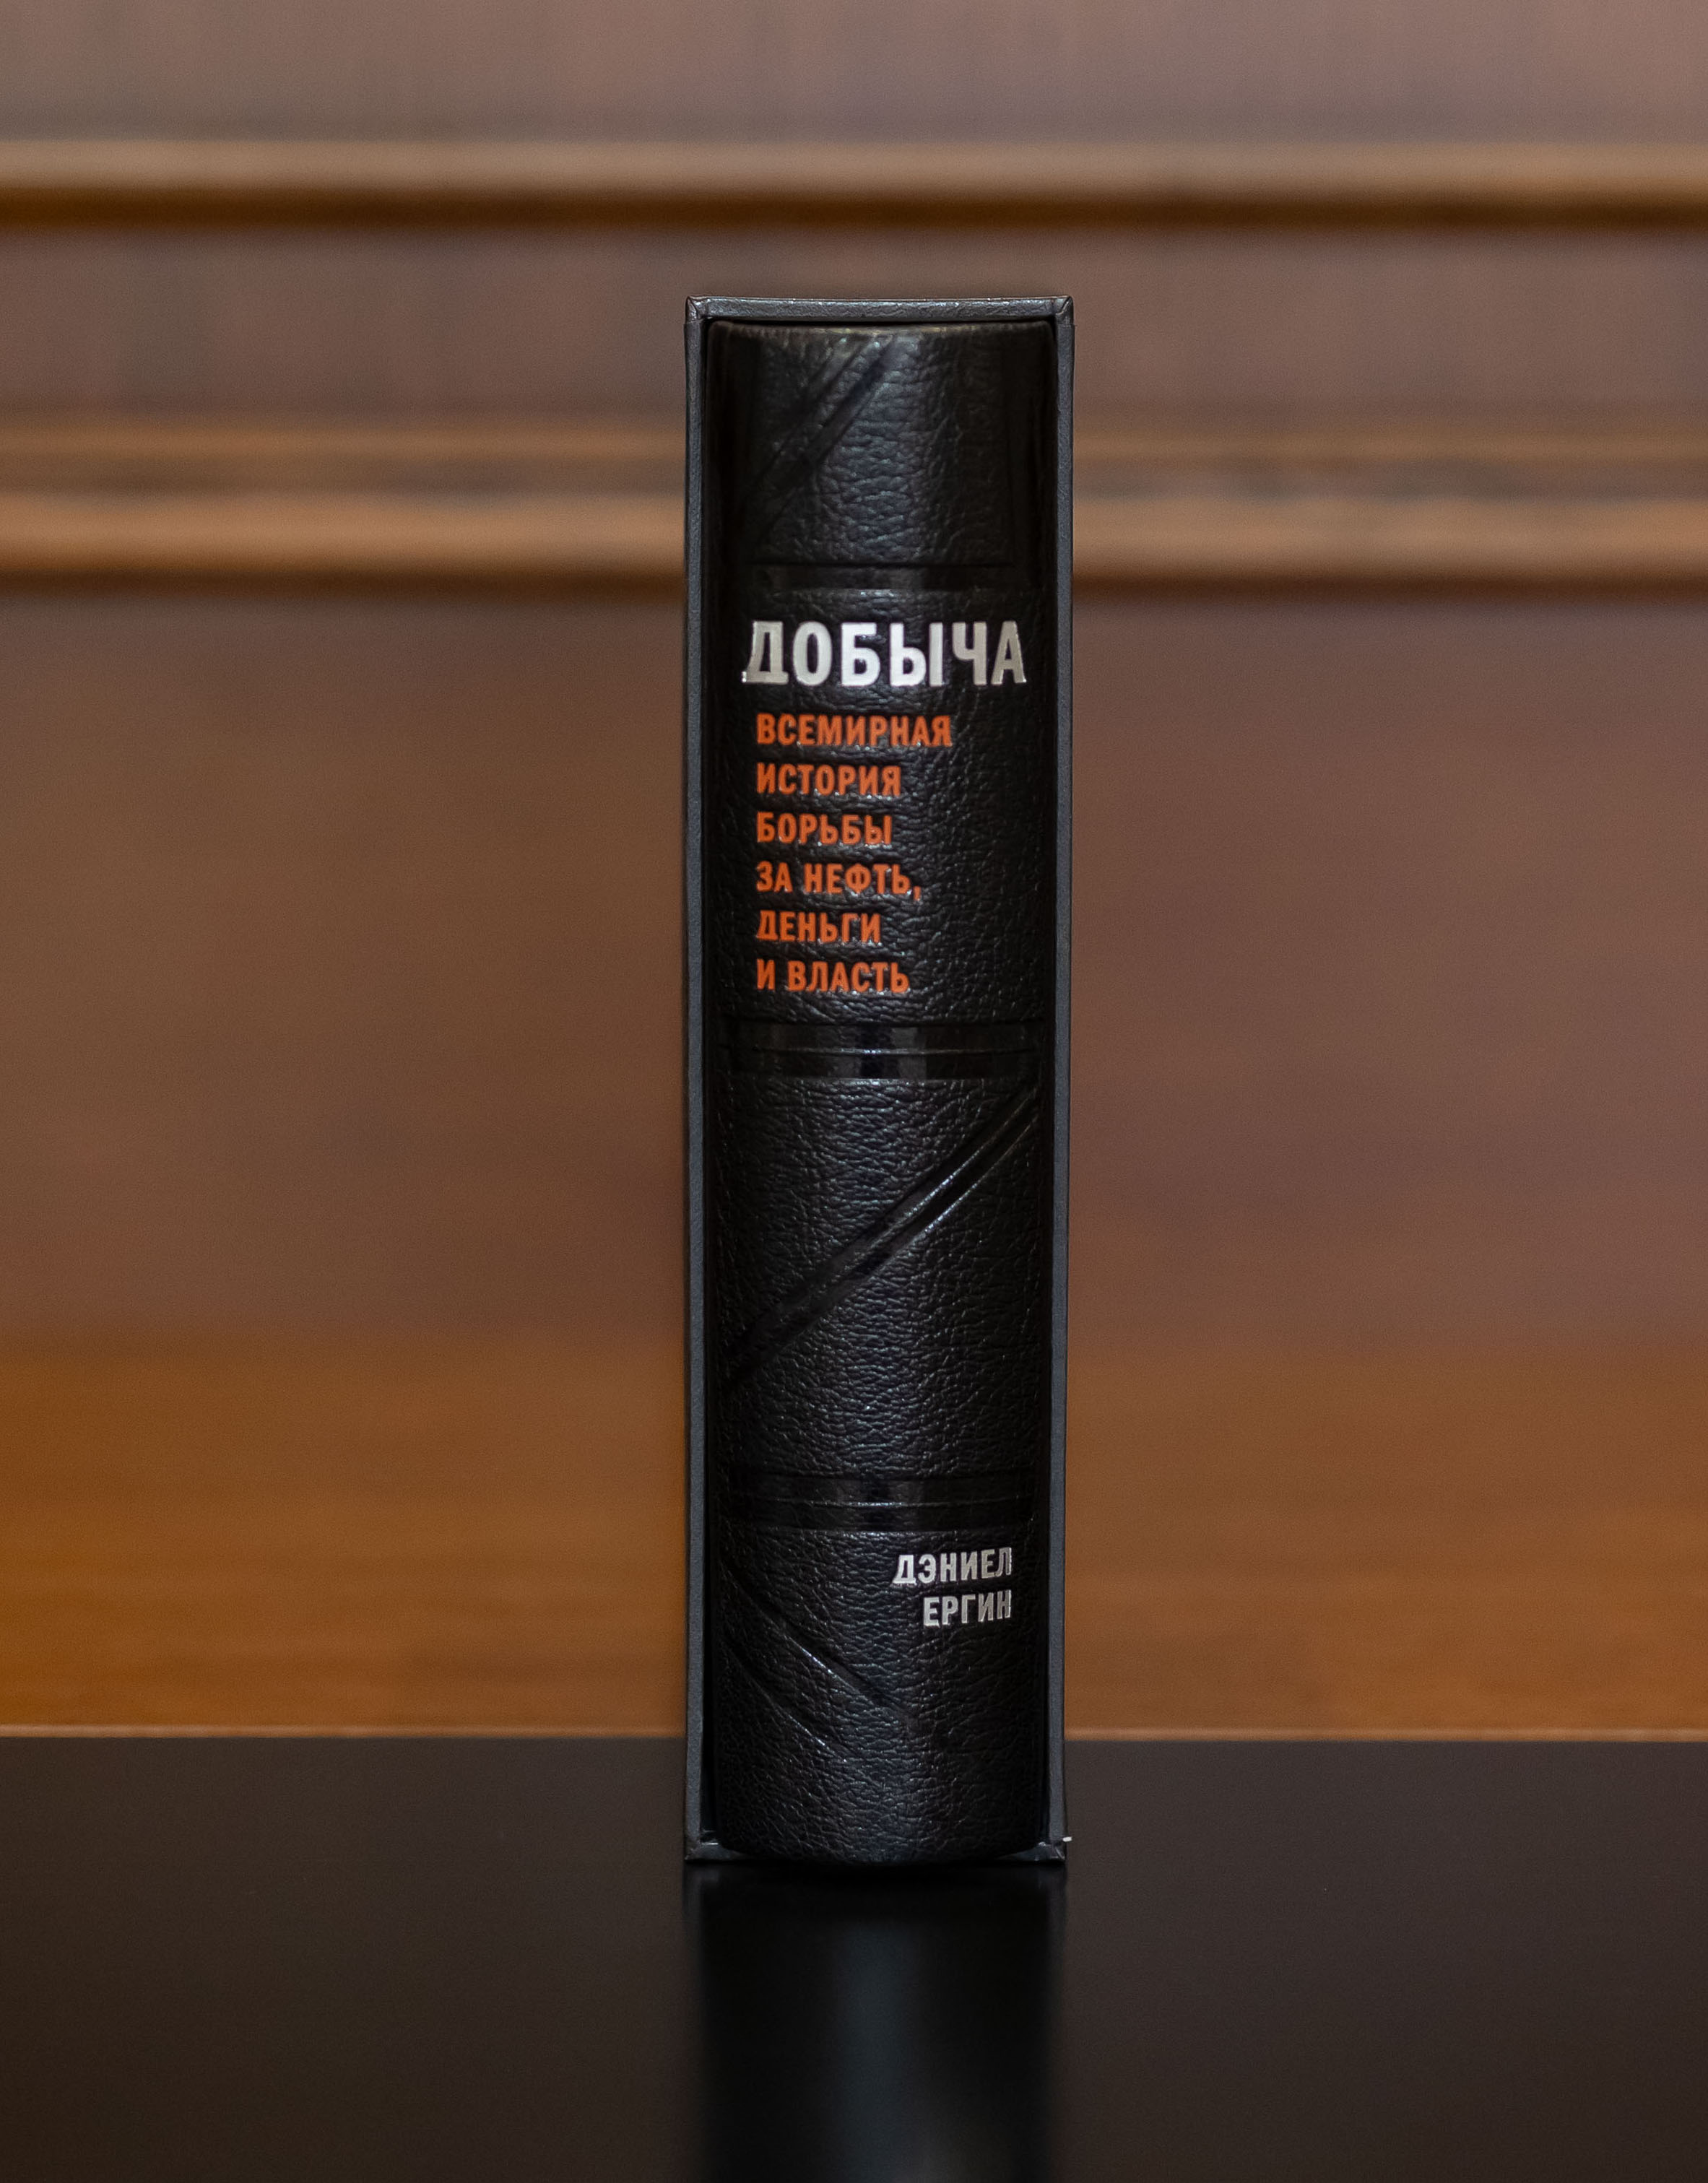 ДОБЫЧА
ВСЕМИРНАЯ
ИСТОРИЯ
БОРЬБЫ
ЗА НЕФТЬ,
ДЕНЬГИ
И ВЛАСТЬ
ДЭНИЕЛ
ЕРГИН